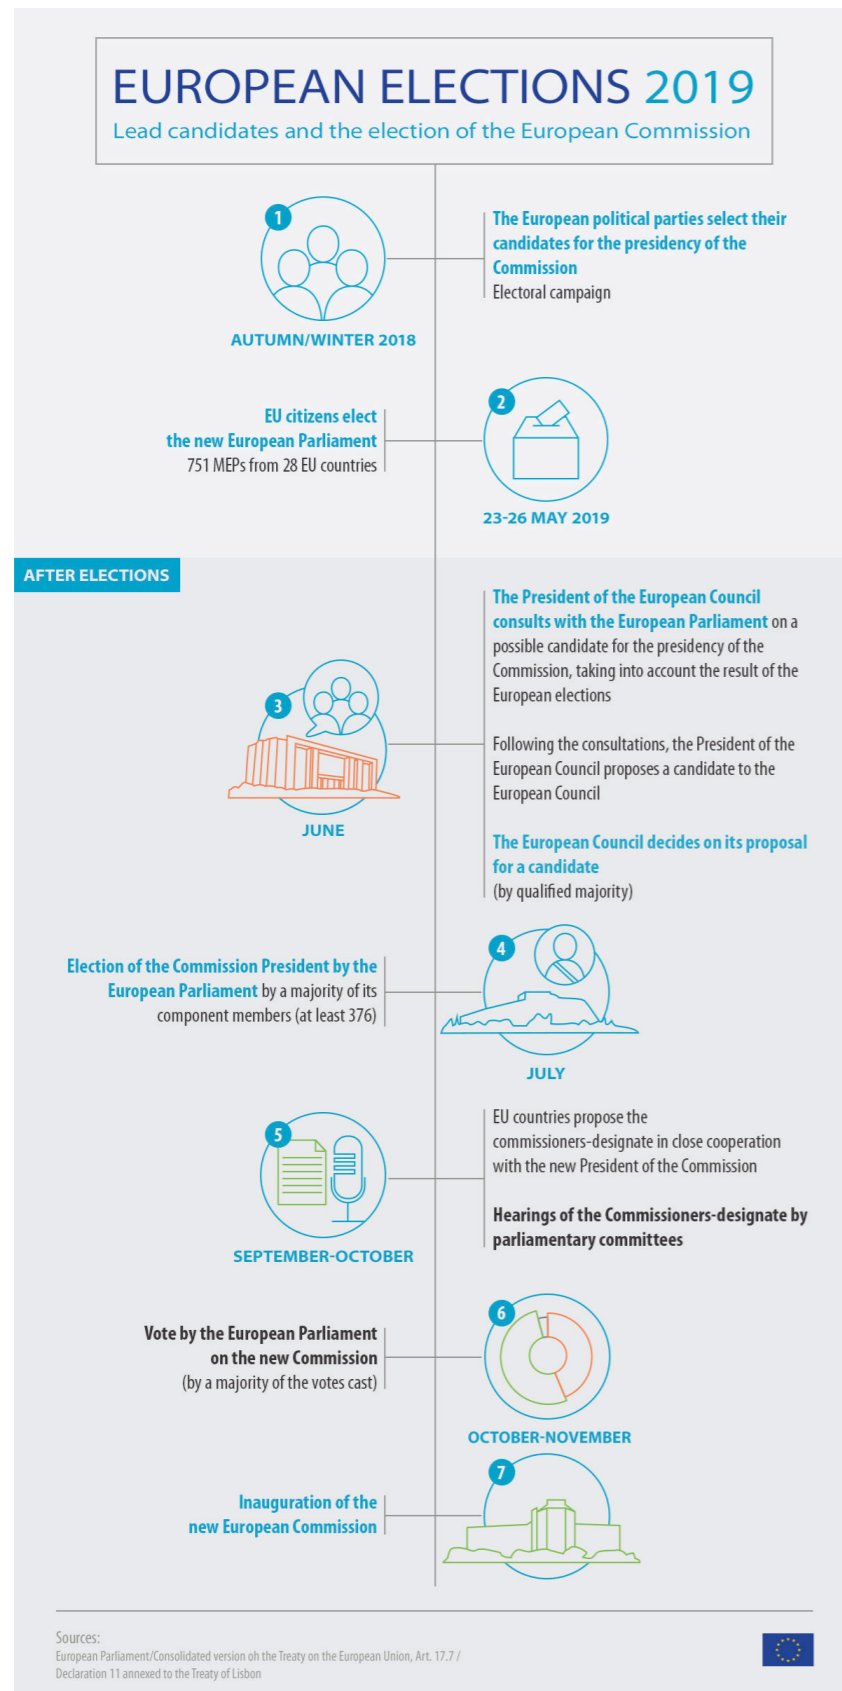 EUROPEAN ELECTIONS 2019
Lead candidates and the election of the European Commission
1
AUTUMN/WINTER 2018
The European political parties select their
candidates for the presidency of the
Commission
Electoral campaign
EU citizens elect
the new European Parliament
751 MEPs from 28 EU countries
2
23-26 MAY 2019
AFTER ELECTIONS
3
JUNE
The President of the European Council
consults with the European Parliament on a
possible candidate for the presidency of the
Commission, taking into account the result of the
European elections
Following the consultations, the President of the
European Council proposes a candidate to the
European Council
The European Council decides on its proposal
for a candidate
(by qualified majority)
Election of the Commission President by the
European Parliament by a majority of its
component members (at least 376)
4
JULY
5
SEPTEMBER-OCTOBER
EU countries propose the
commissioners-designate in close cooperation
with the new President of the Commission
Hearings of the Commissioners-designate by
parliamentary committees
Vote by the European Parliament
on the new Commission
(by a majority of the votes cast)
6
OCTOBER-NOVEMBER
Inauguration of the
new European Commission
7
Sources:
European Parliament/Consolidated version oh the Treaty on the European Union, Art. 17.7 /
Declaration 11 annexed to the Treaty of Lisbon